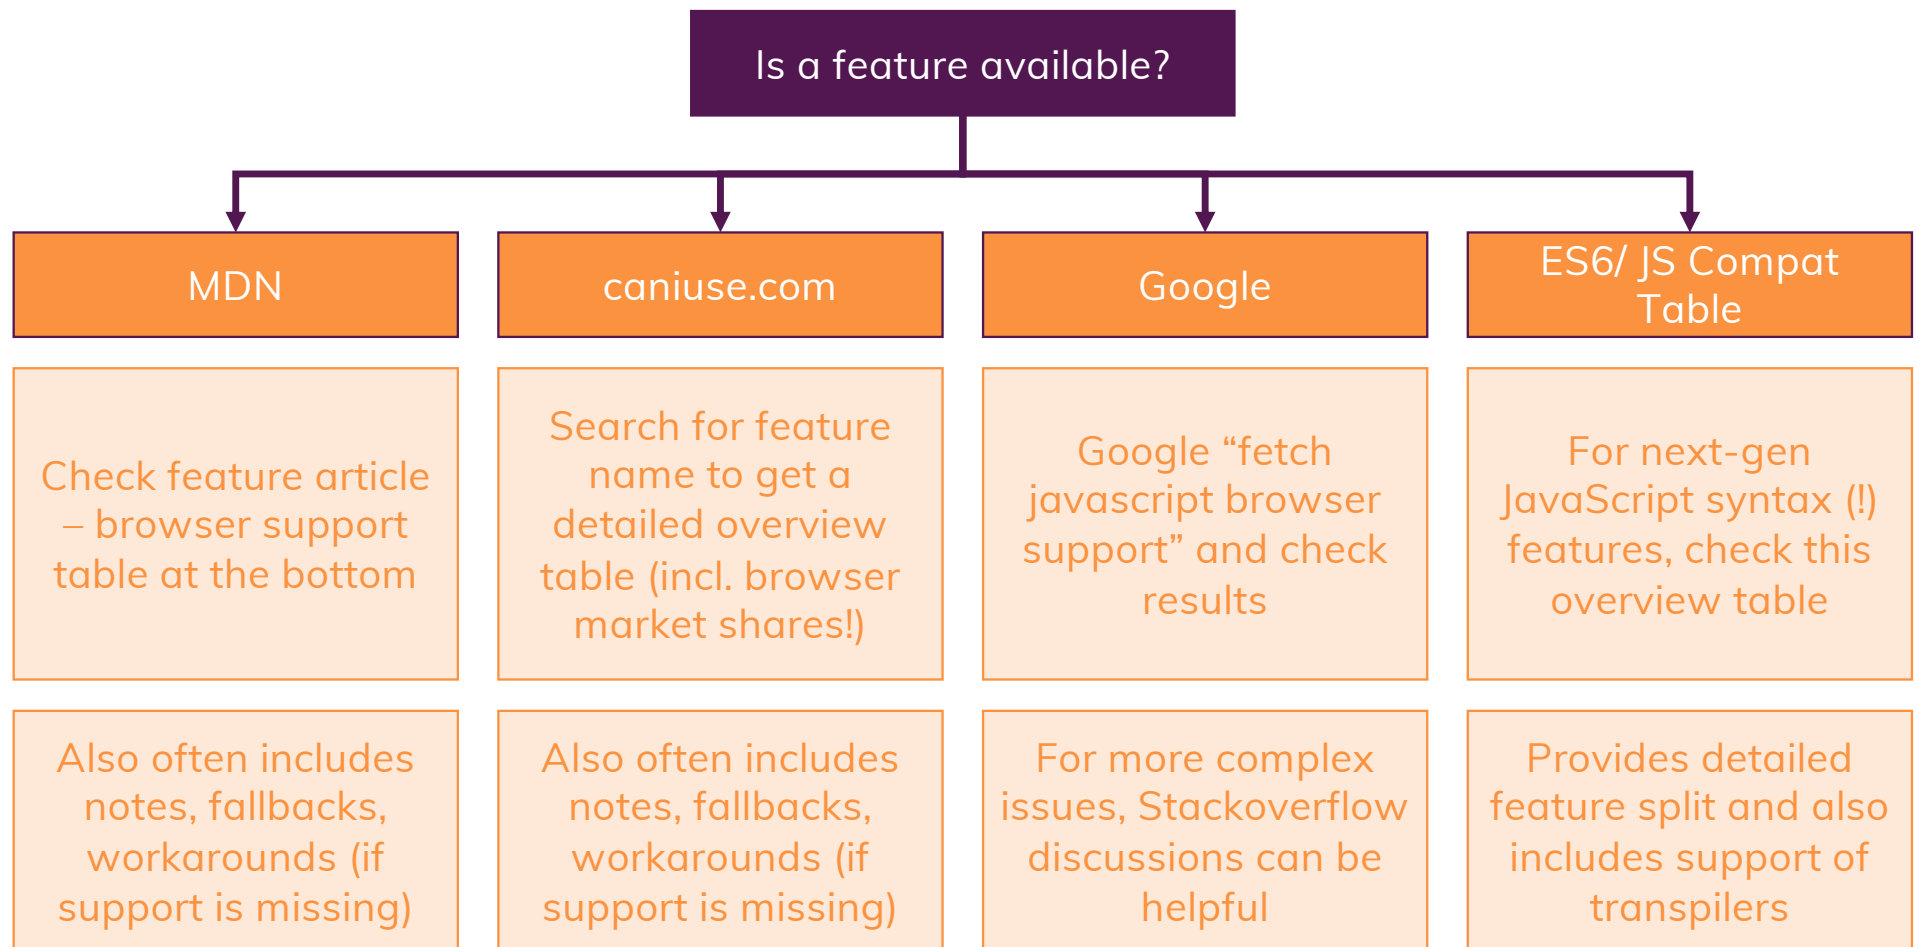 Is a feature available?
MDN
caniuse.com
Google
ES6/ JS Compat
Table
Check feature article
– browser support
table at the bottom
Search for feature
name to get a
detailed overview
table (incl. browser
market shares!)
Google “fetch
javascript browser
support” and check
results
For next-gen
JavaScript syntax (!)
features, check this
overview table
Also often includes
notes, fallbacks,
workarounds (if
support is missing)
Also often includes
notes, fallbacks,
workarounds (if
support is missing)
For more complex
issues, Stackoverflow
discussions can be
helpful
Provides detailed
feature split and also
includes support of
transpilers